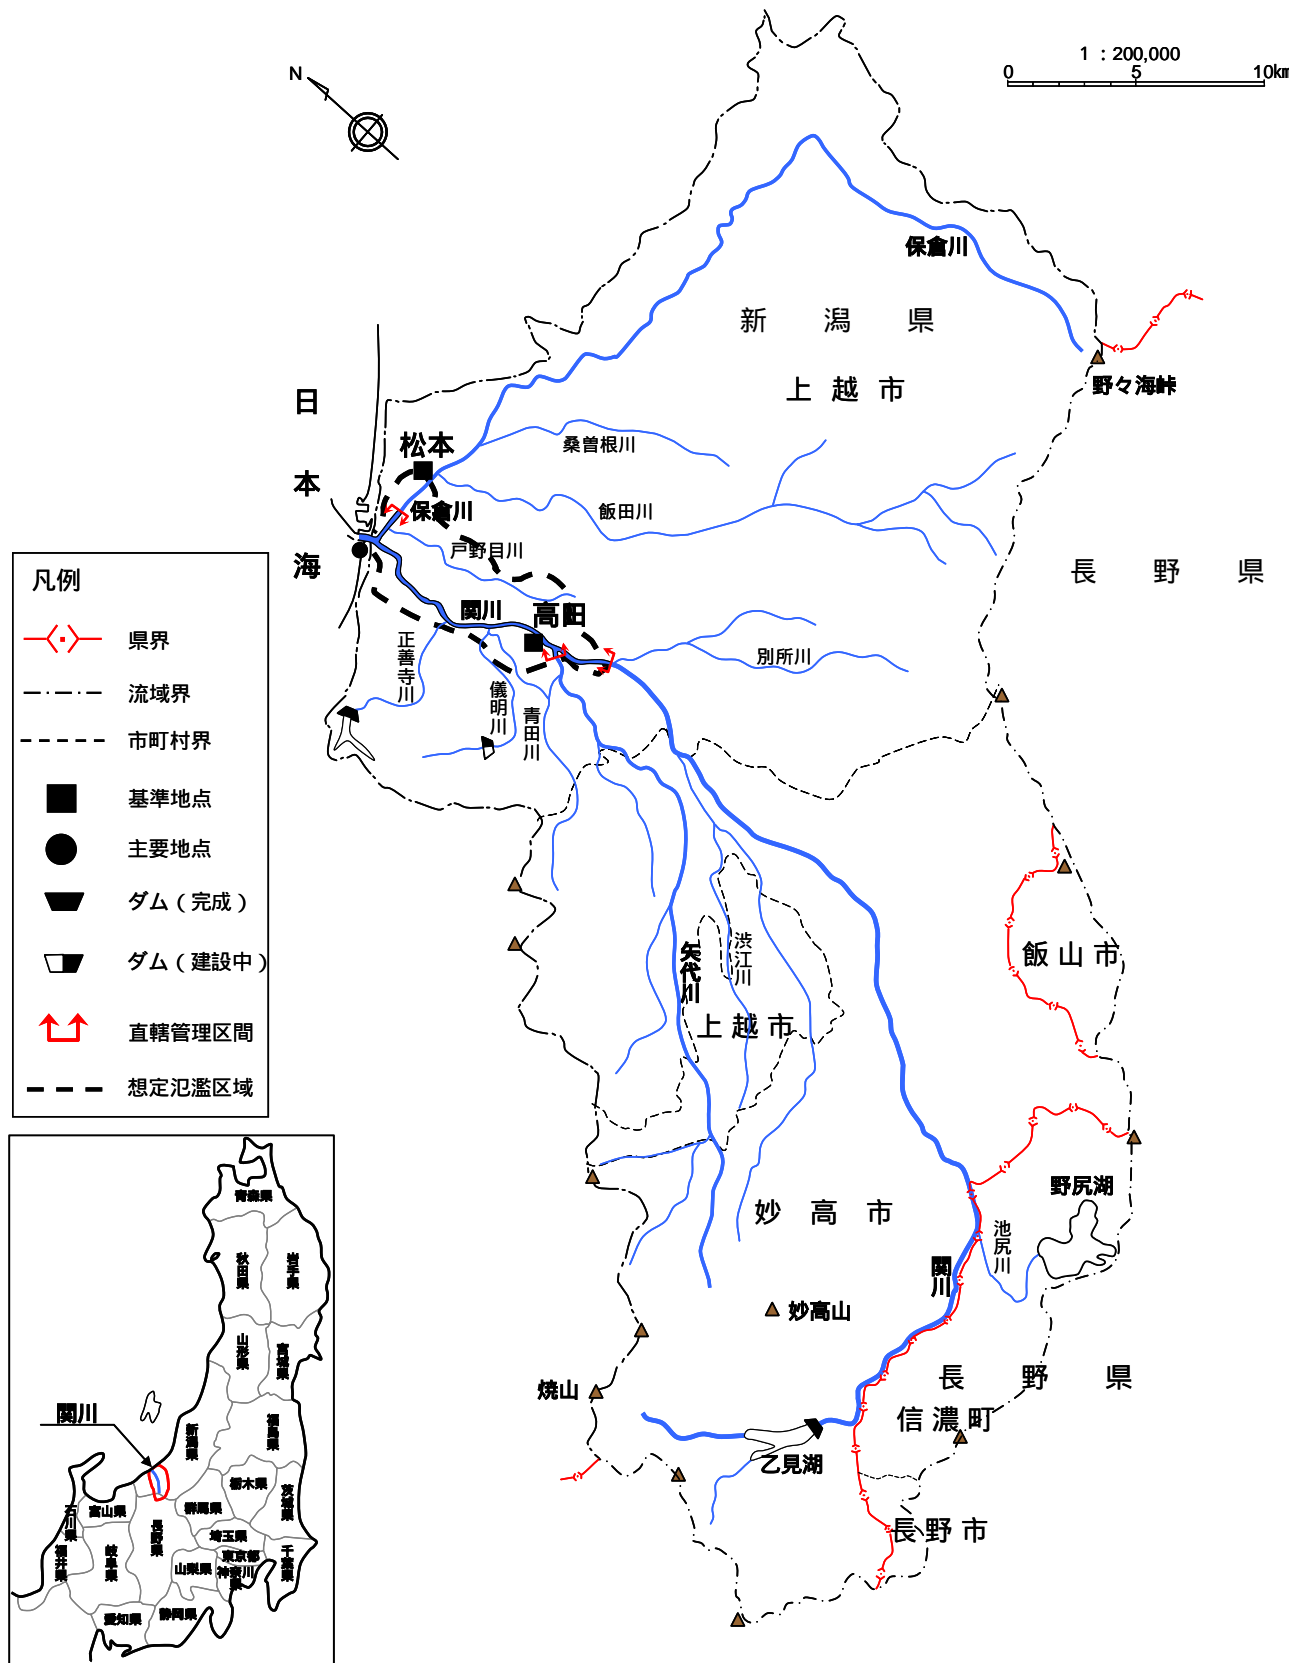 1 : 200,000
0 5 10km
N
保倉川
新潟県
上越市
野々海峠
日本海
松本
桑曽根川
保倉川
飯田川
戸野目川
長野県
関川
高田
正善寺川
儀明川
青田川
別所川
飯山市
矢代川
渋江川
上越市
妙高市
野尻湖
池尻川
関川
妙高山
焼山
長野県
信濃町
乙見湖
長野市
凡例
県界
流域界
市町村界
基準地点
主要地点
ダム（完成）
ダム（建設中）
直轄管理区間
想定氾濫区域
青森県
秋田県
岩手県
山形県
宮城県
関川
新潟県
福島県
栃木県
群馬県
茨城県
石川県
富山県
長野県
埼玉県
福井県
岐阜県
山梨県
東京都
神奈川県
千葉県
愛知県
静岡県